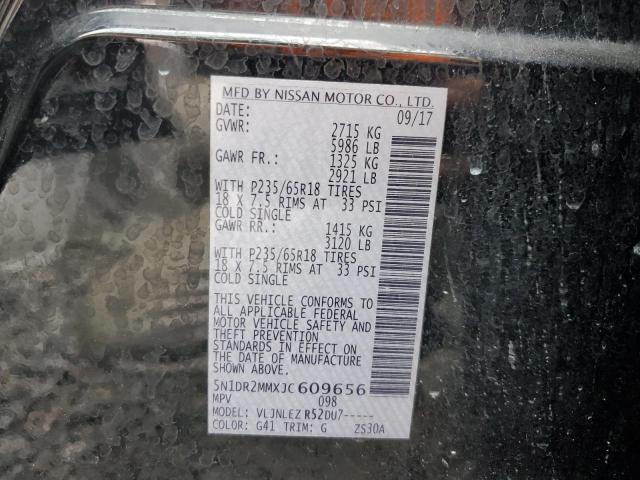 MFD BY NISSAN MOTOR CO., LTD.
DATE: 09/17
GVWR: 2715 KG
5986 LB
GAWR FR.: 1325 KG
2921 LB
WITH P235/65R18 TIRES
18 X 7.5 RIMS AT 33 PSI
COLD SINGLE
GAWR RR.: 1415 KG
3120 LB
WITH P235/65R18 TIRES
18 X 7.5 RIMS AT 33 PSI
COLD SINGLE
THIS VEHICLE CONFORMS TO
ALL APPLICABLE FEDERAL
MOTOR VEHICLE SAFETY AND
THEFT PREVENTION
STANDARDS IN EFFECT ON
THE DATE OF MANUFACTURE
SHOWN ABOVE.
5N1DR2MMXJC609656
MPV 098
MODEL: VLJNLEZ R52DU7-----
COLOR: G41 TRIM: G ZS30A